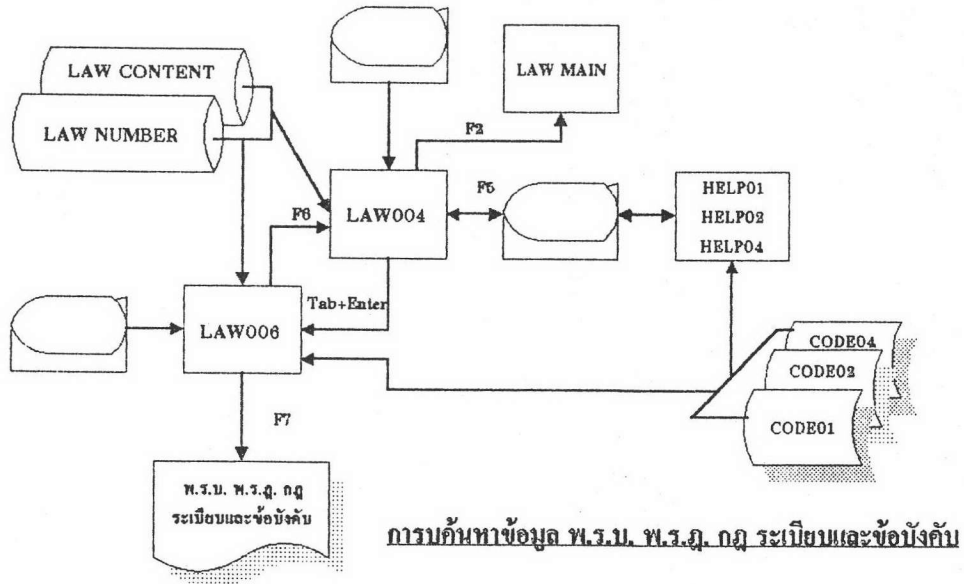 LAW CONTENT
LAW NUMBER
LAW MAIN
F2
LAW004
F5
HELP01
HELP02
HELP04
F6
Tab+Enter
LAW006
CODE04
CODE02
CODE01
F7
พ.ร.บ. พ.ร.ฎ. กฎ
ระเบียบและข้อบังคับ
การบค้นหาข้อมูล พ.ร.บ. พ.ร.ฎ. กฎ ระเบียบและข้อบังคับ